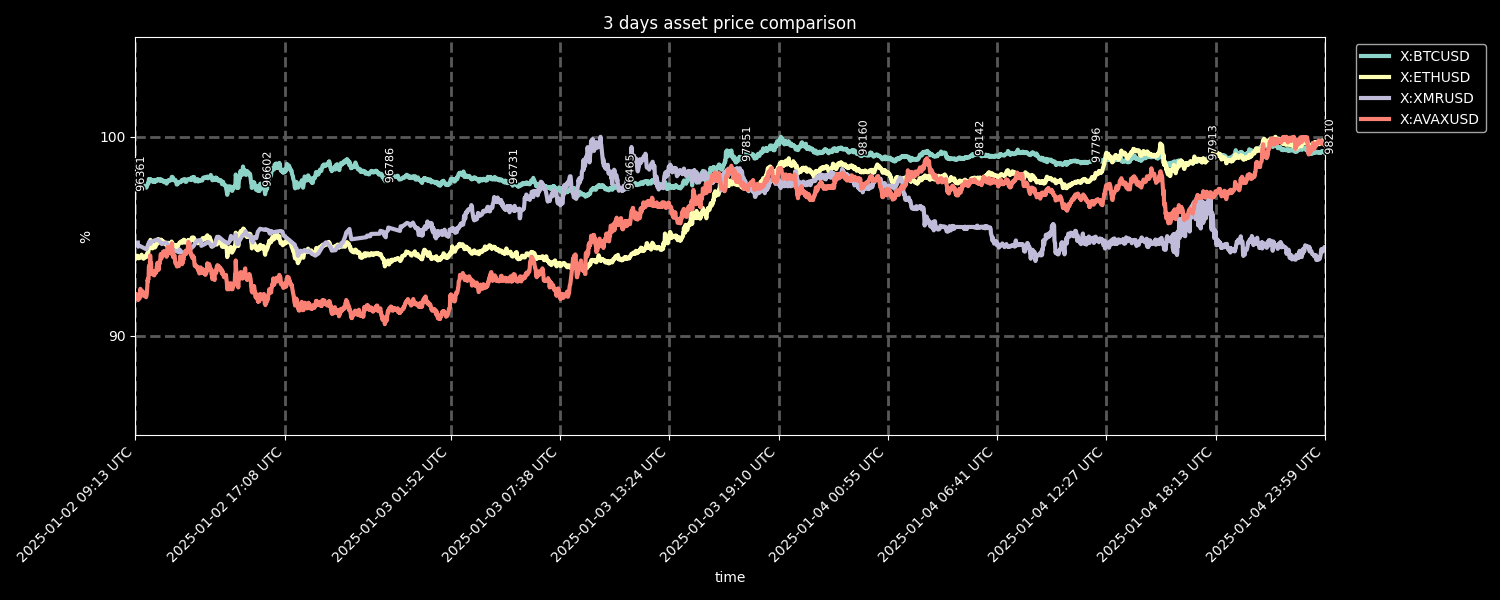 3 days asset price comparison
X:BTCUSD
X:ETHUSD
X:XMRUSD
X:AVAXUSD
100
90
%
96361
96602
96786
96731
96465
97851
98160
98142
97796
97913
98210
2025-01-02 09:13 UTC
2025-01-02 17:08 UTC
2025-01-03 01:52 UTC
2025-01-03 07:38 UTC
2025-01-03 13:24 UTC
2025-01-03 19:10 UTC
2025-01-04 00:55 UTC
2025-01-04 06:41 UTC
2025-01-04 12:27 UTC
2025-01-04 18:13 UTC
2025-01-04 23:59 UTC
time